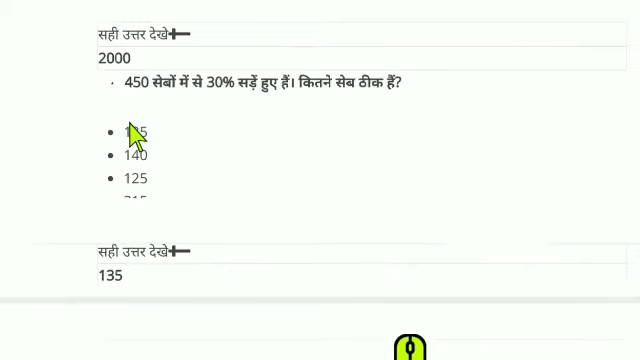 सही उत्तर देखे
2000
· 450 सेबों में से 30% सड़ें हुए हैं। कितने सेब ठीक हैं?
• 140
• 125
सही उत्तर देखे
135